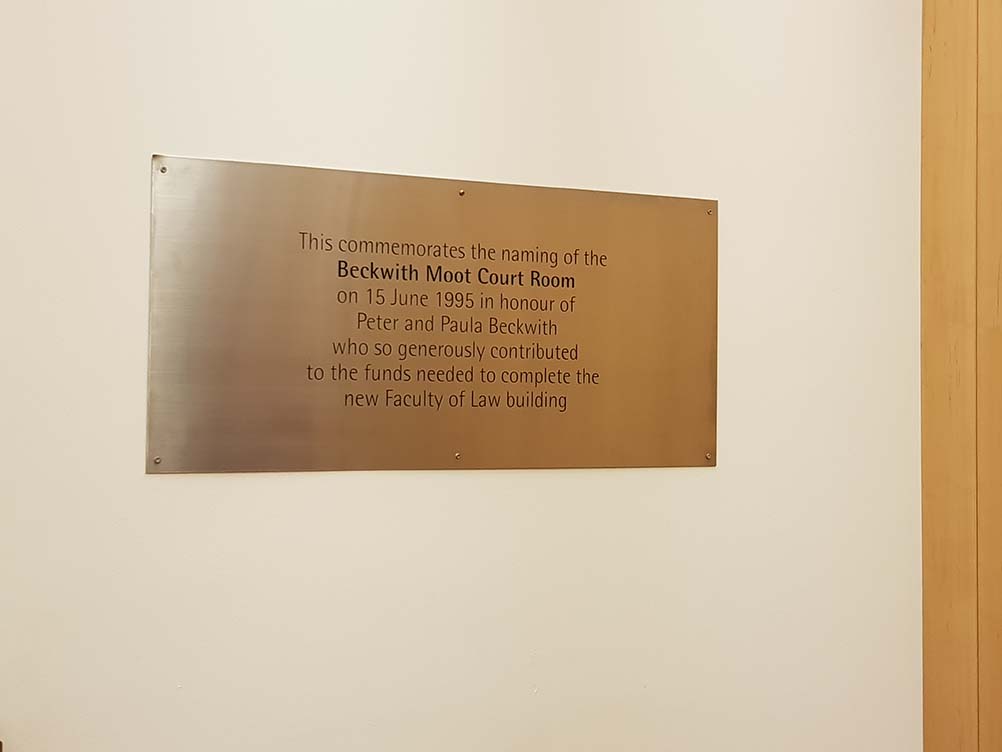 This commemorates the naming of the
Beckwith Moot Court Room
on 15 June 1995 in honour of
Peter and Paula Beckwith
who so generously contributed
to the funds needed to complete the
new Faculty of Law building